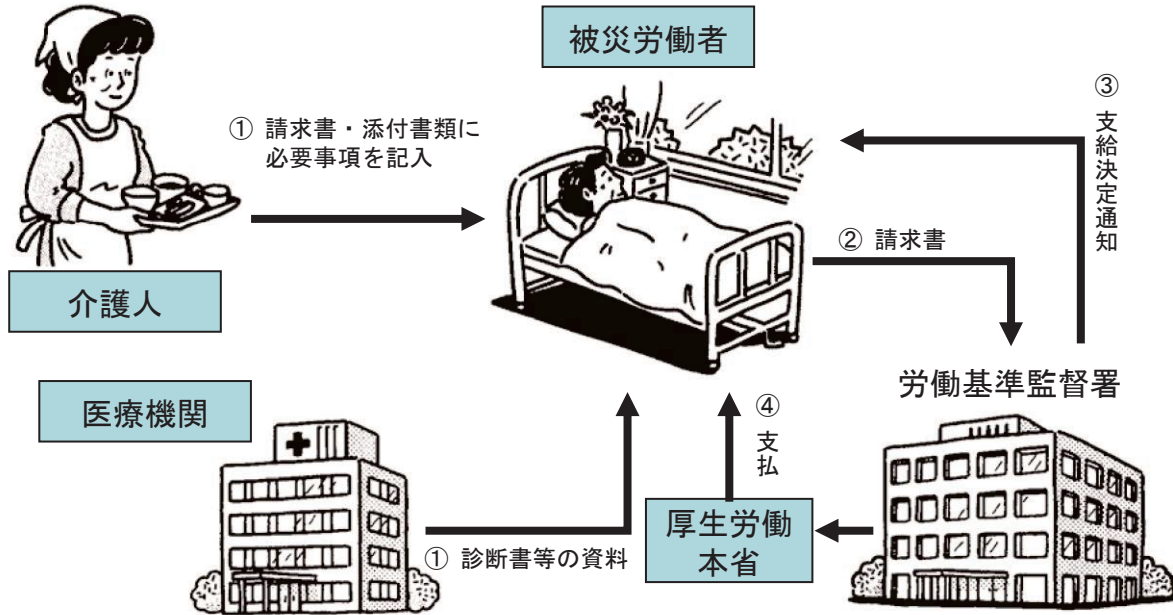 被災労働者
① 請求書・添付書類に
必要事項を記入
介護人
② 請求書
③ 支給決定通知
労働基準監督署
医療機関
④ 支払
厚生労働
本省
① 診断書等の資料